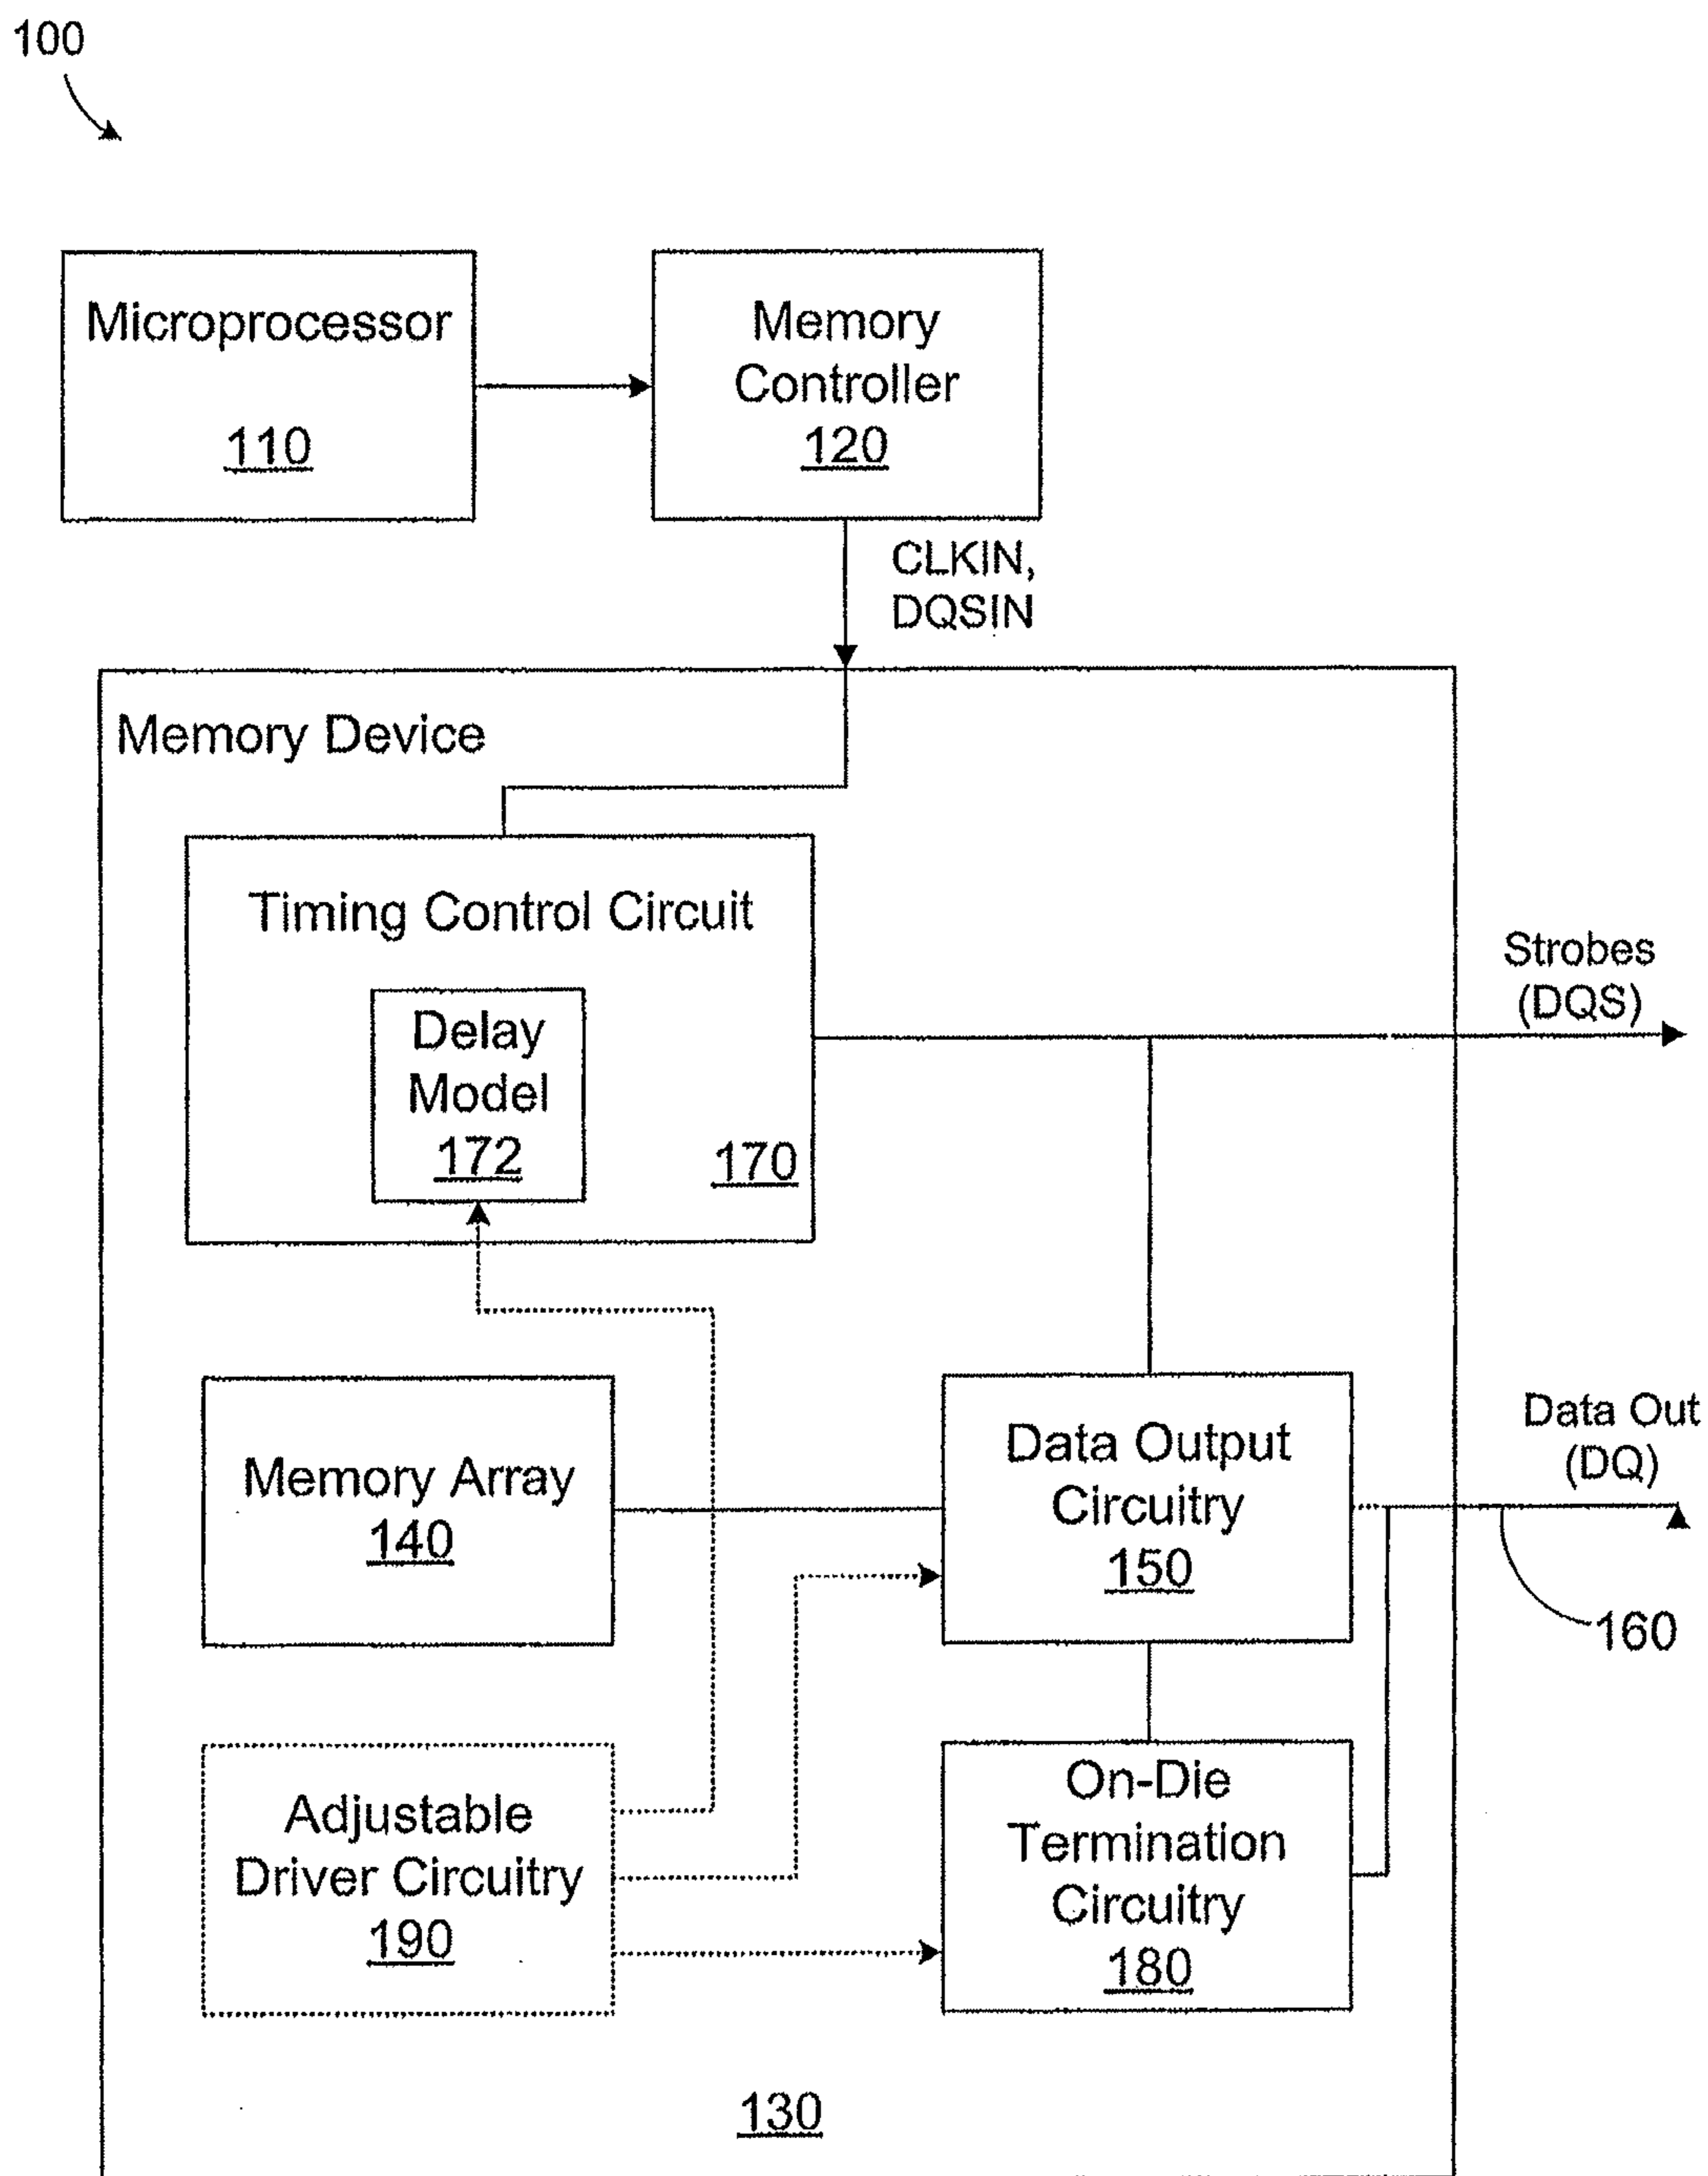 100
Microprocessor
110
Memory
Controller
120
CLKIN,
DQSIN
Memory Device
Timing Control Circuit
Delay
Model
172
170
Strobes
(DQS)
Memory Array
140
Data Output
Circuitry
150
Data Out
(DQ)
160
Adjustable
Driver Circuitry
190
On-Die
Termination
Circuitry
180
130